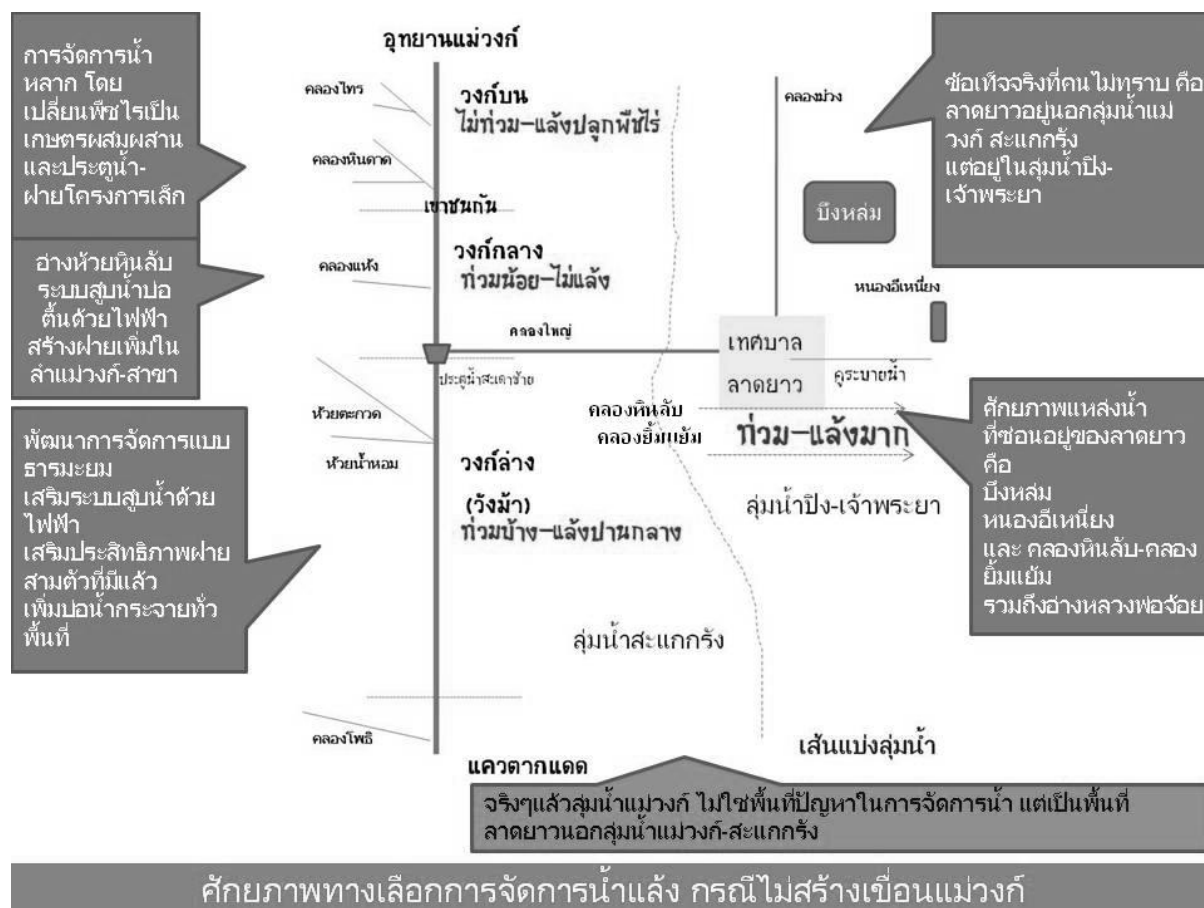 การจัดการน้ำ
หลาก โดย
เปลี่ยนพืชไร่เป็น
เกษตรผสมผสาน
และประตูน้ำ-
ฝายโครงการเล็ก
อ่างห้วยหินลับ
ระบบสูบน้ำบ่อ
ตื้นด้วยไฟฟ้า
สร้างฝายเพิ่มใน
ลำแม่วงก์-สาขา
พัฒนาการจัดการแบบ
ธารมะยม
เสริมระบบสูบน้ำด้วย
ไฟฟ้า
เสริมประสิทธิภาพฝาย
สามตัวที่มีแล้ว
เพิ่มบ่อน้ำกระจายทั่ว
พื้นที่
อุทยานแม่วงก์
คลองไทร
วงก์บน
ไม่ท่วม-แล้งปลูกพืชไร่
คลองหินดาด
เขาชนกัน
วงก์กลาง
ท่วมน้อย-ไม่แล้ง
คลองแห้ง
คลองใหญ่
ประตูน้ำสะเดาซ้าย
ห้วยตะกวด
ห้วยน้ำหอม
วงก์ล่าง
(วังม้า)
ท่วมบ้าง-แล้งปานกลาง
คลองโพธิ
แควตากแดด
ลุ่มน้ำสะแกกรัง
คลองม่วง
บึงหล่ม
หนองอีเหนี่ยง
เทศบาล
ลาดยาว
คูระบายน้ำ
คลองหินลับ
คลองยิ้มแย้ม
ท่วม-แล้งมาก
ลุ่มน้ำปิง-เจ้าพระยา
เส้นแบ่งลุ่มน้ำ
ข้อเท็จจริงที่คนไม่ทราบ คือ
ลาดยาวอยู่นอกลุ่มน้ำแม่
วงก์ สะแกกรัง
แต่อยู่ในลุ่มน้ำปิง-
เจ้าพระยา
ศักยภาพแหล่งน้ำ
ที่ซ่อนอยู่ของลาดยาว
คือ
บึงหล่ม
หนองอีเหนี่ยง
และ คลองหินลับ-คลอง
ยิ้มแย้ม
รวมถึงอ่างหลวงพ่อจ้อย
จริงๆแล้วลุ่มน้ำแม่วงก์ ไม่ใช่พื้นที่ปัญหาในการจัดการน้ำ แต่เป็นพื้นที่
ลาดยาวนอกลุ่มน้ำแม่วงก์-สะแกกรัง
ศักยภาพทางเลือกการจัดการน้ำแล้ง กรณีไม่สร้างเขื่อนแม่วงก์